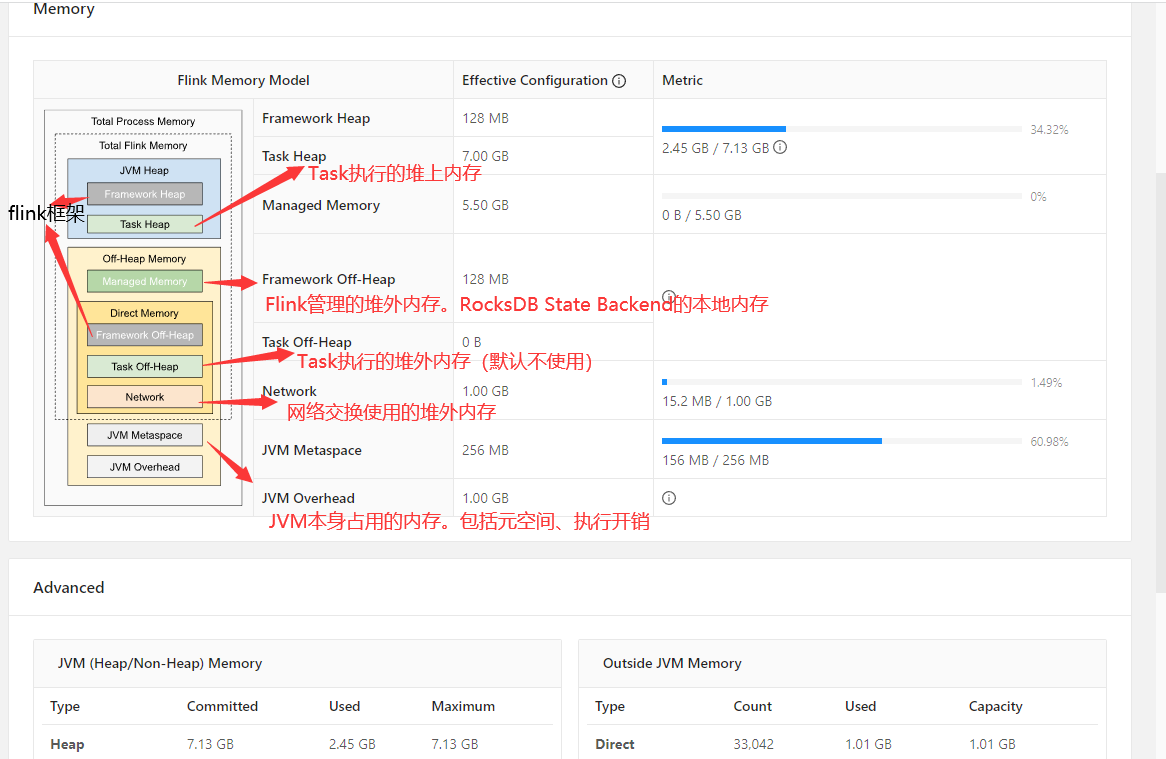 Memory
Flink Memory Model
Effective Configuration
Metric
Total Process Memory
Total Flink Memory
JVM Heap
Framework Heap
Task Heap
flink框架
Off-Heap Memory
Managed Memory
Direct Memory
Framework Off-Heap
Task Off-Heap
Network
JVM Metaspace
JVM Overhead
Framework Heap
128 MB
34.32%
2.45 GB / 7.13 GB
Task Heap
7.00 GB
Task执行的堆上内存
Managed Memory
5.50 GB
0%
0 B / 5.50 GB
Framework Off-Heap
128 MB
Flink管理的堆外内存。RocksDB State Backend的本地内存
Task Off-Heap
0 B
Task执行的堆外内存（默认不使用）
Network
1.00 GB
1.49%
15.2 MB / 1.00 GB
网络交换使用的堆外内存
JVM Metaspace
256 MB
60.98%
156 MB / 256 MB
JVM Overhead
1.00 GB
JVM本身占用的内存。包括元空间、执行开销
Advanced
JVM (Heap/Non-Heap) Memory
Type Committed Used Maximum
Heap 7.13 GB 2.45 GB 7.13 GB
Outside JVM Memory
Type Count Used Capacity
Direct 33,042 1.01 GB 1.01 GB